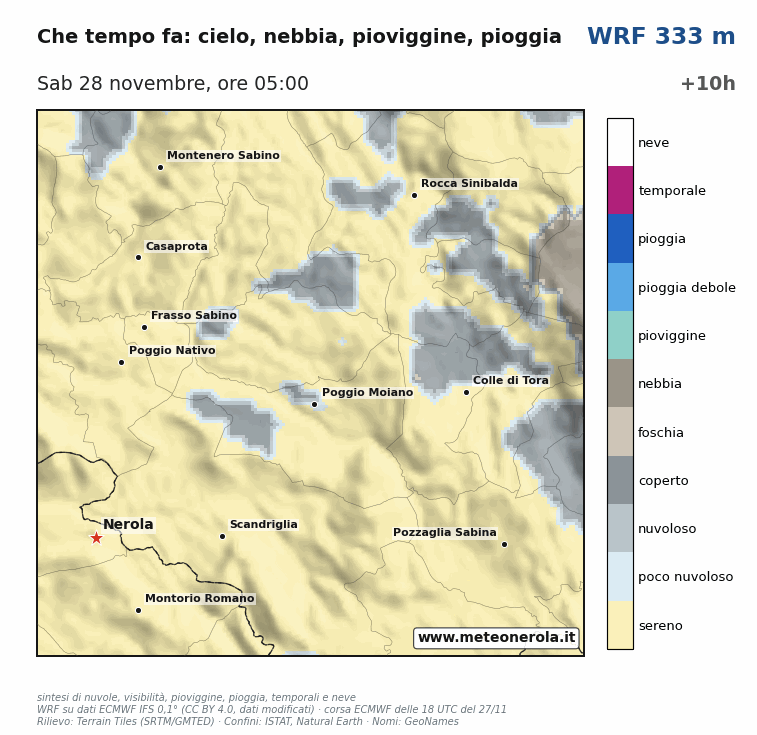 Che tempo fa: cielo, nebbia, pioviggine, pioggia
WRF 333 m
Sab 28 novembre, ore 05:00
+10h
Montenero Sabino
Rocca Sinibalda
Casaprota
Frasso Sabino
Poggio Nativo
Poggio Moiano
Colle di Tora
Nerola
Scandriglia
Pozzaglia Sabina
Montorio Romano
www.meteonerola.it
neve
temporale
pioggia
pioggia debole
pioviggine
nebbia
foschia
coperto
nuvoloso
poco nuvoloso
sereno
sintesi di nuvole, visibilità, pioviggine, pioggia, temporali e neve
WRF su dati ECMWF IFS 0,1° (CC BY 4.0, dati modificati) · corsa ECMWF delle 18 UTC del 27/11
Rilievo: Terrain Tiles (SRTM/GMTED) · Confini: ISTAT, Natural Earth · Nomi: GeoNames